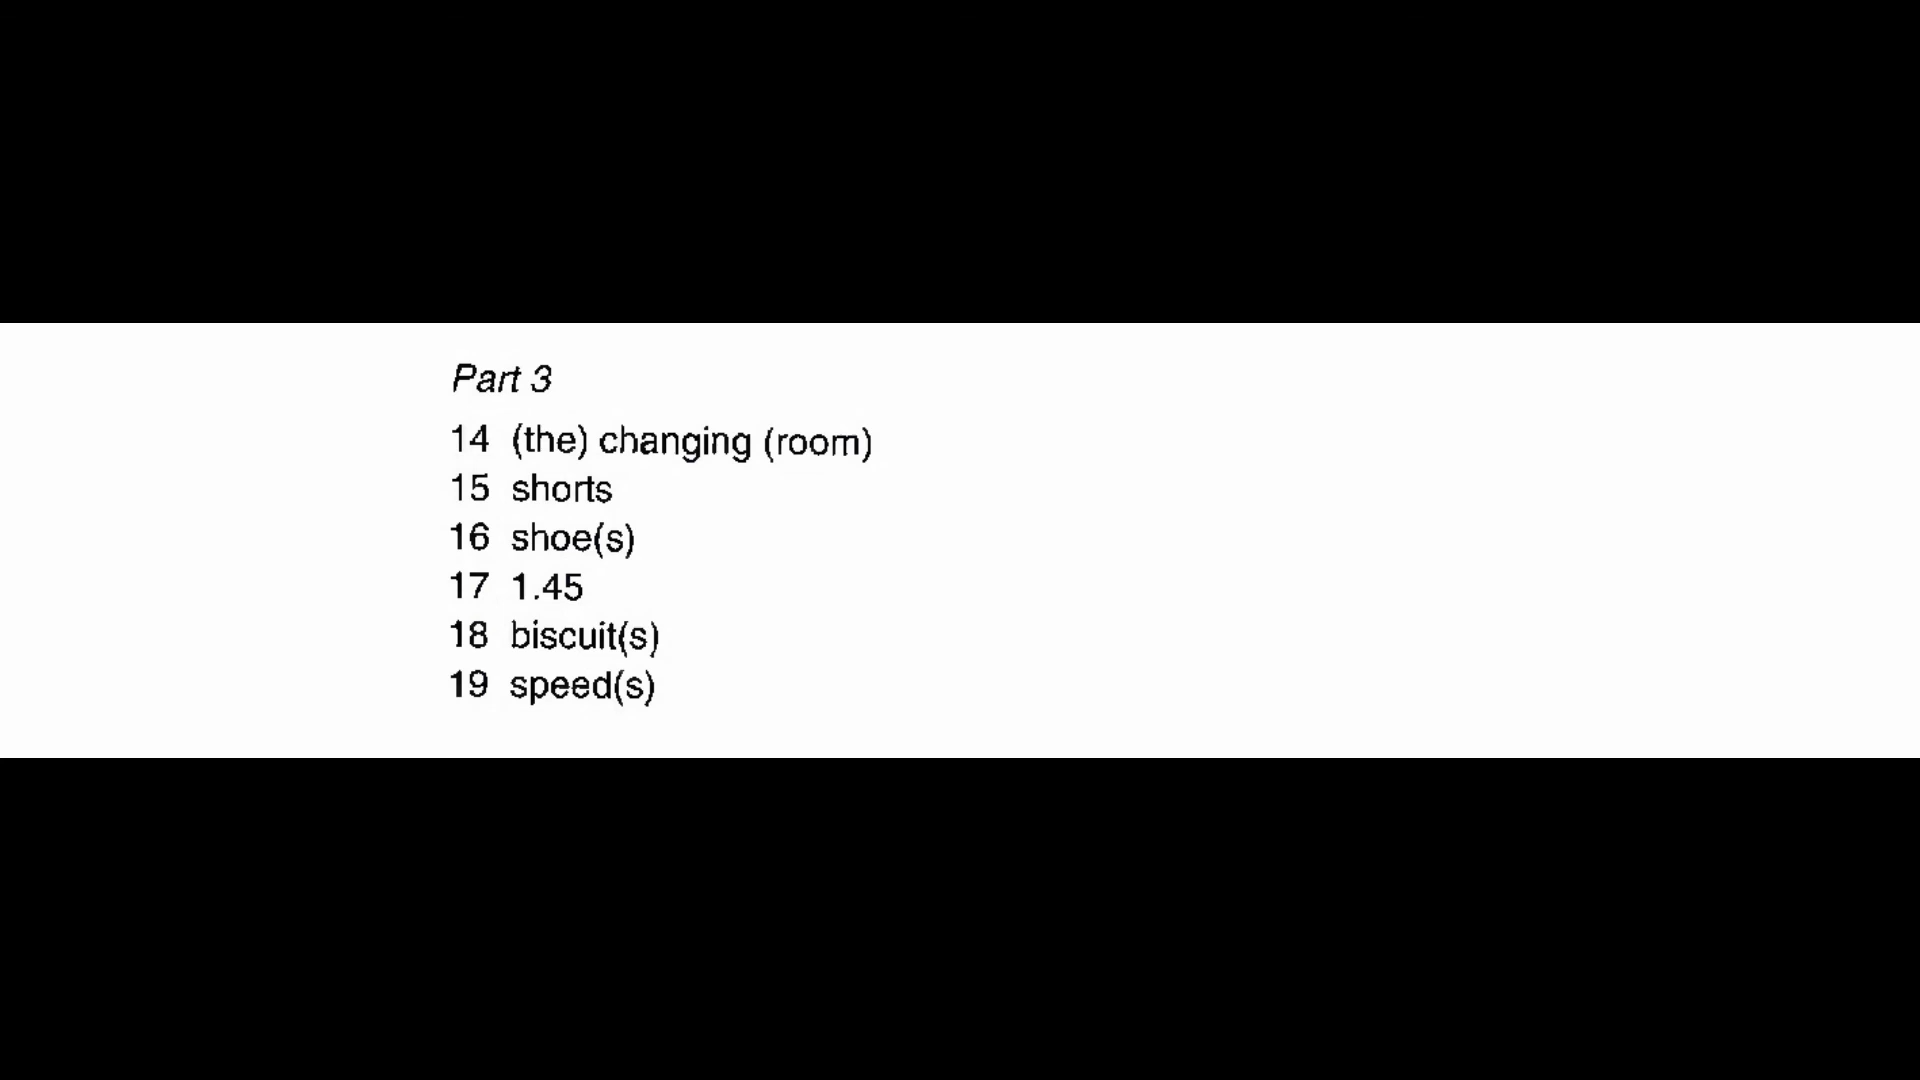 Part 3
14 (the) changing (room)
15 shorts
16 shoe(s)
17 1.45
18 biscuit(s)
19 speed(s)